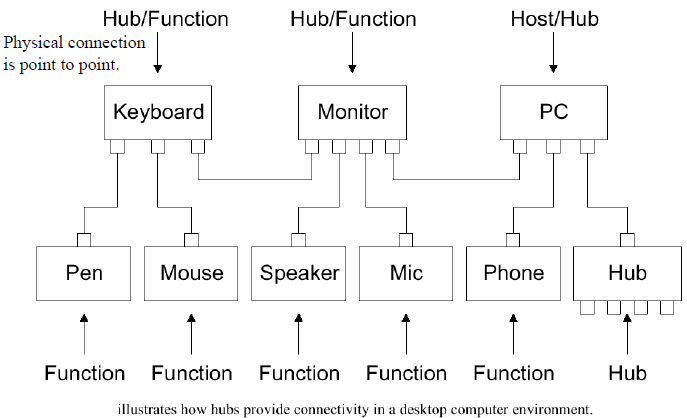 Hub/Function Hub/Function Host/Hub
Physical connection
is point to point.
Keyboard Monitor PC
Pen Mouse Speaker Mic Phone Hub
Function Function Function Function Function Hub
illustrates how hubs provide connectivity in a desktop computer environment.